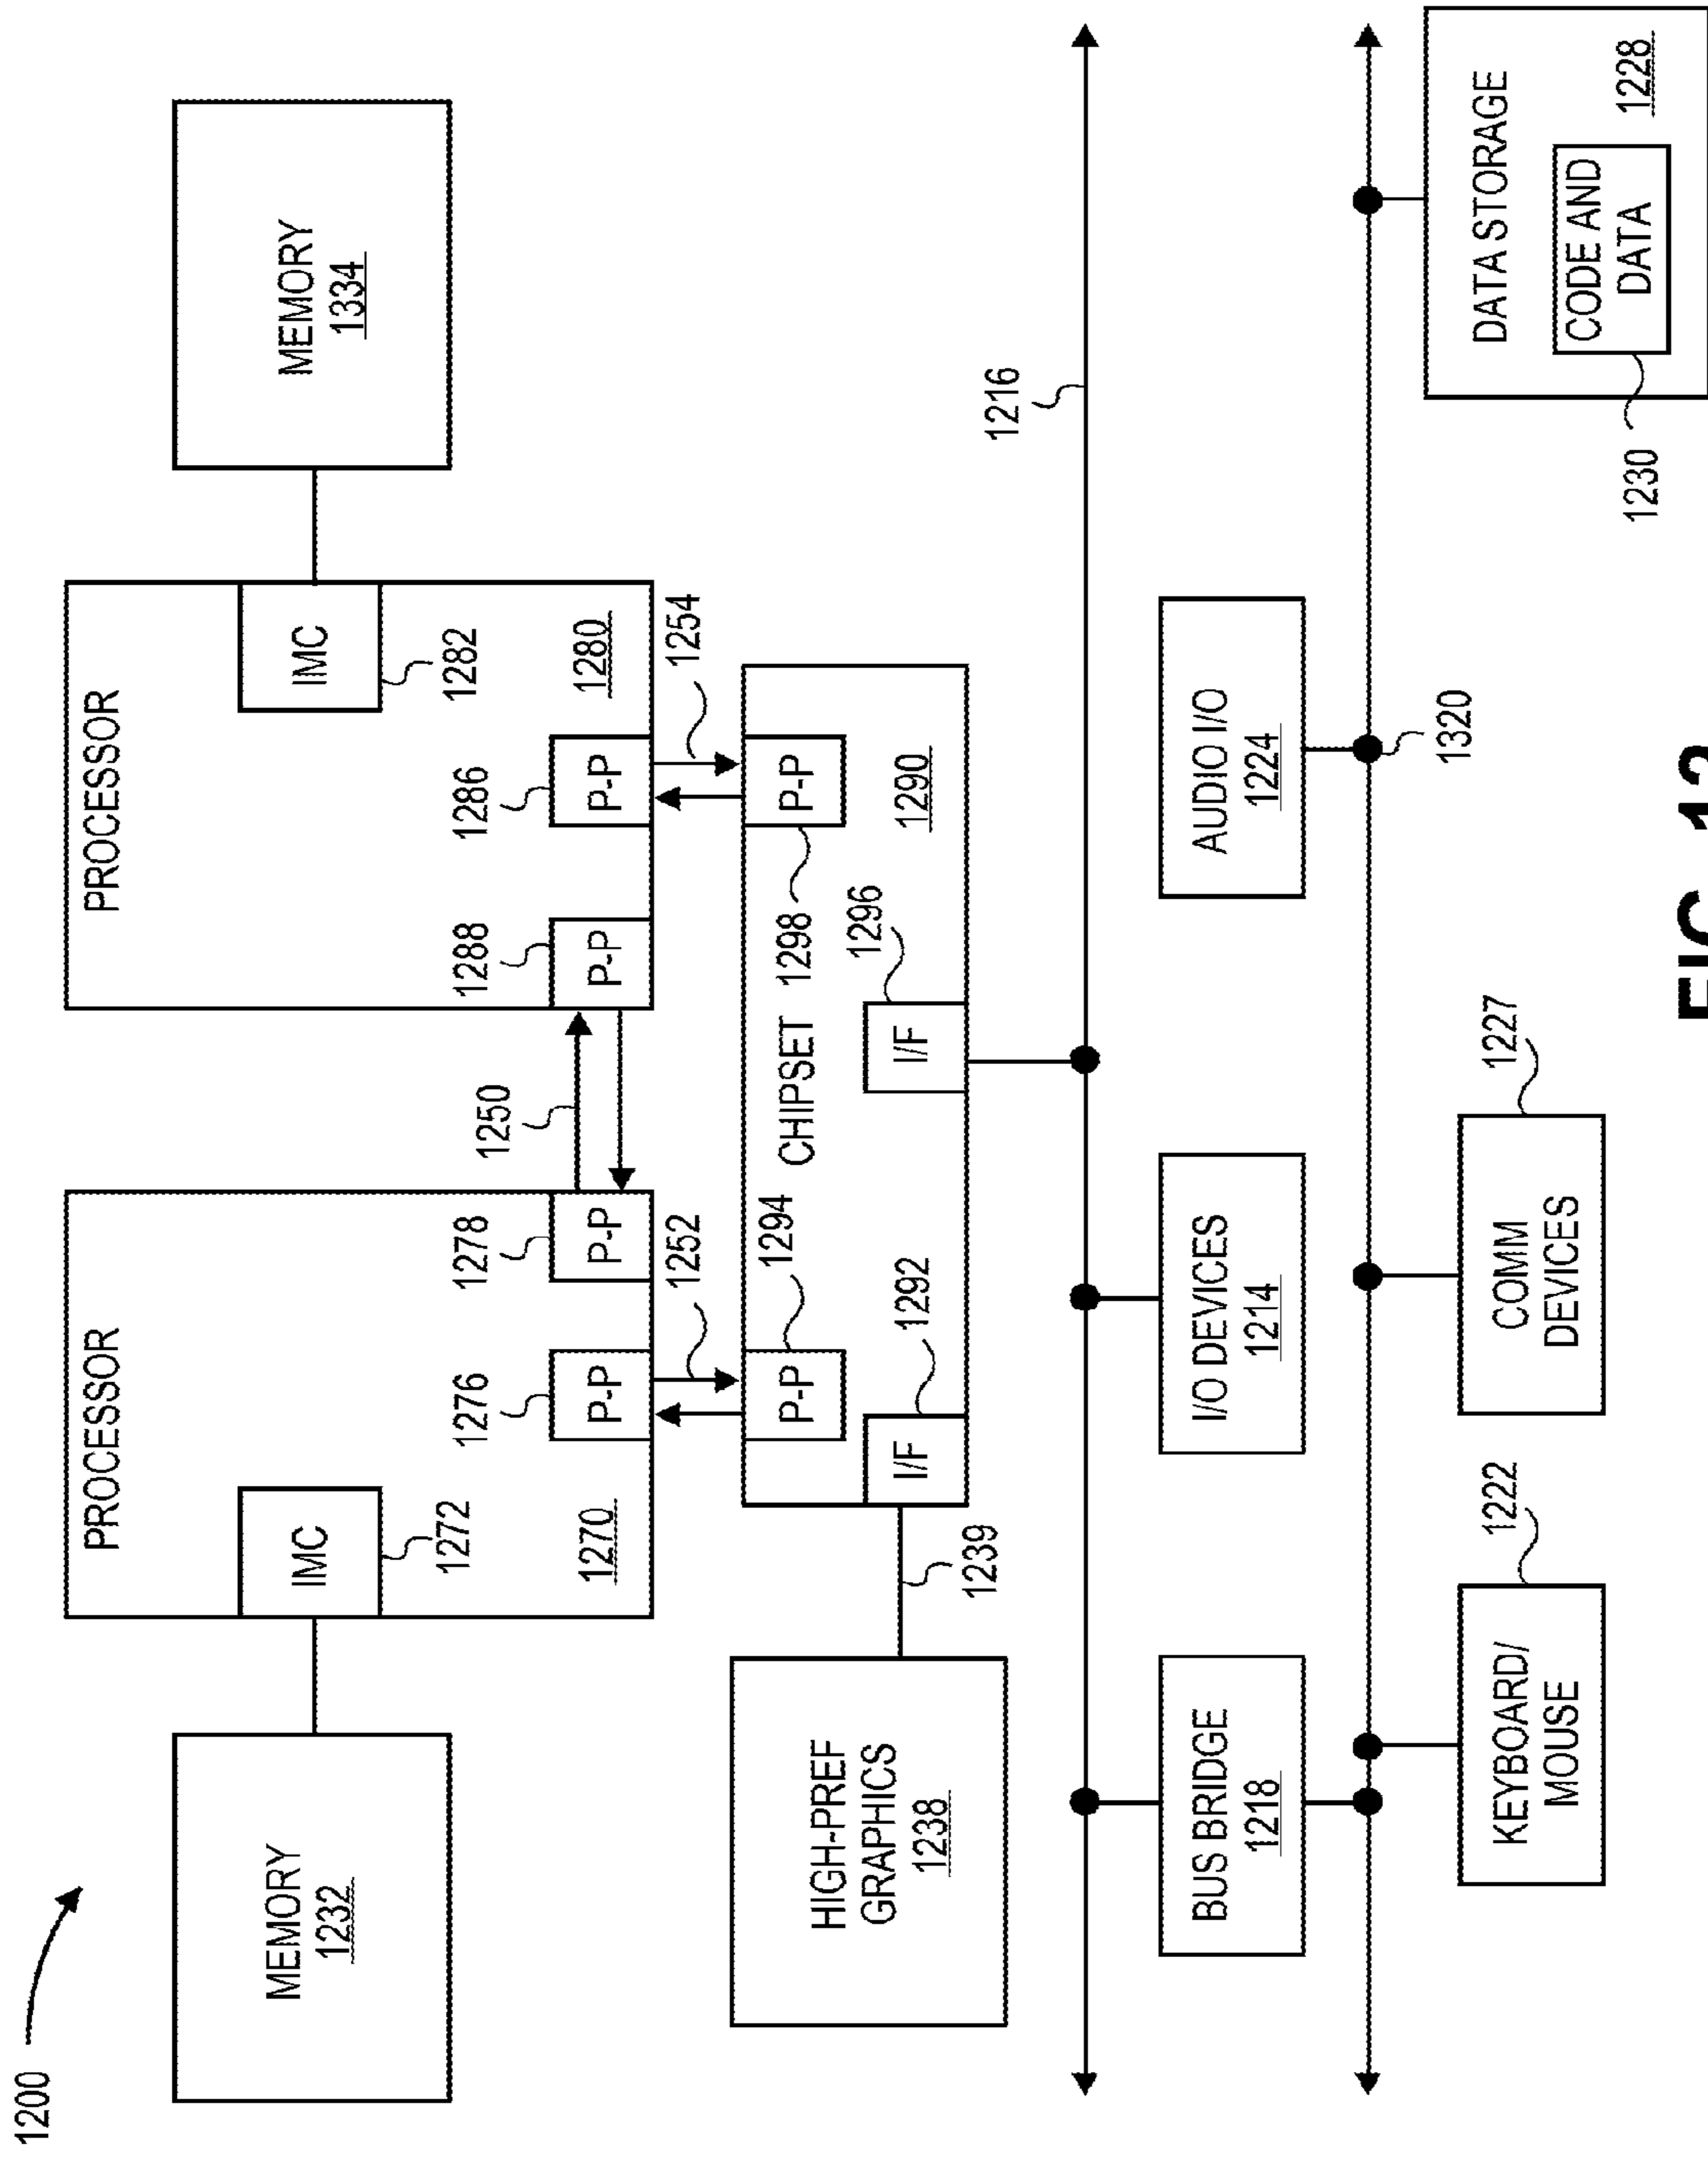 1200
PROCESSOR
PROCESSOR
MEMORY
1232
IMC
1272
1270
1276
P-P
1278
P-P
1250
1288
P-P
1286
P-P
IMC
1282
1280
MEMORY
1334
1252
1254
HIGH-PREF
GRAPHICS
1238
1239
P-P
1294
CHIPSET
1298
P-P
I/F
1292
I/F
1296
1290
1216
BUS BRIDGE
1218
I/O DEVICES
1214
AUDIO I/O
1224
1320
KEYBOARD/
MOUSE
1222
COMM
DEVICES
1227
DATA STORAGE
CODE AND
DATA
1228
1230